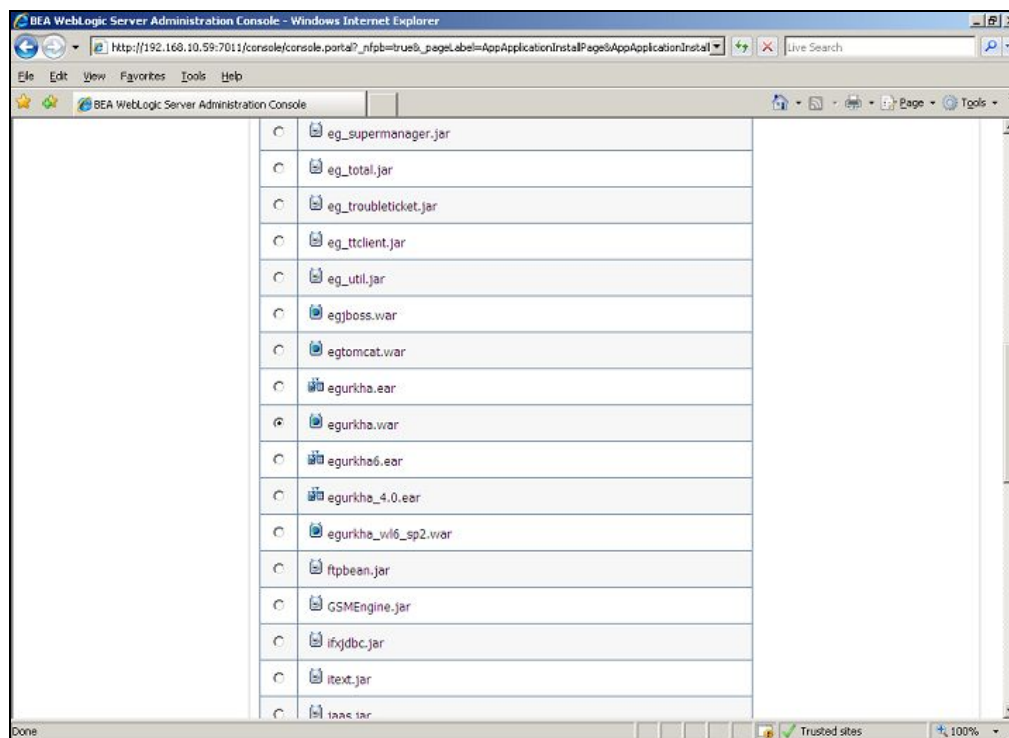 BEA WebLogic Server Administration Console - Windows Internet Explorer
http://192.168.10.59:7011/console/console.portal?_nfpb=true&_pageLabel=AppApplicationInstallPage&AppApplicationInstall
Live Search
File Edit View Favorites Tools Help
BEA WebLogic Server Administration Console
Page Tools
eg_supermanager.jar
eg_total.jar
eg_troubleticket.jar
eg_ttclient.jar
eg_util.jar
egjboss.war
egtomcat.war
egurkha.ear
egurkha.war
egurkha6.ear
egurkha_4.0.ear
egurkha_wl6_sp2.war
ftpbean.jar
GSMEngine.jar
ifxjdbc.jar
itext.jar
jaas.jar
Done
Trusted sites
100%